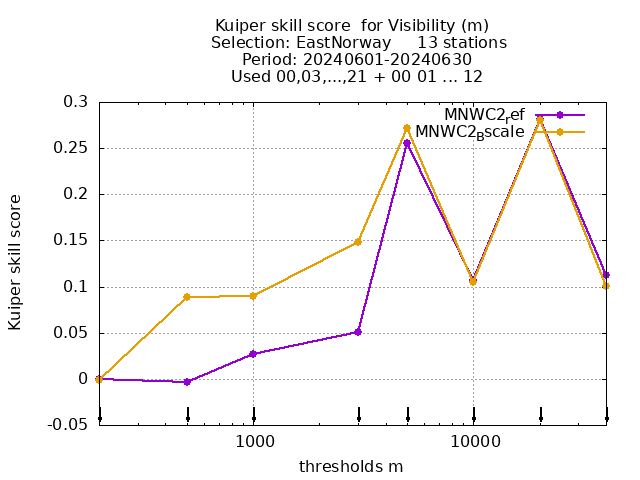 Kuiper skill score  for Visibility (m)
Selection: EastNorway     13 stations
Period: 20240601-20240630
Used 00,03,...,21 + 00 01 ... 12
MNWC2ref
MNWC2Bscale
0.3
0.25
0.2
0.15
0.1
0.05
0
-0.05
Kuiper skill score
1000
10000
thresholds m